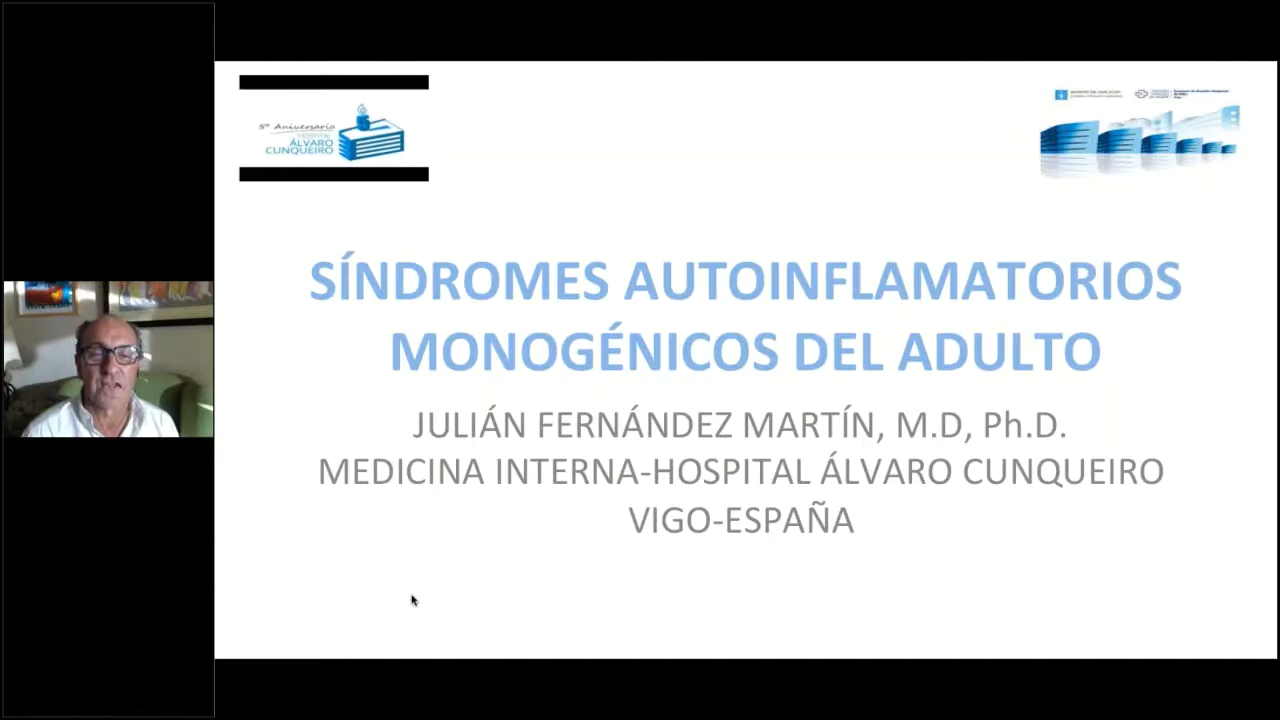 5º Aniversario
HOSPITAL
ÁLVARO
CUNQUEIRO
SÍNDROMES AUTOINFLAMATORIOS
MONOGÉNICOS DEL ADULTO
JULIÁN FERNÁNDEZ MARTÍN, M.D, Ph.D.
MEDICINA INTERNA-HOSPITAL ÁLVARO CUNQUEIRO
VIGO-ESPAÑA